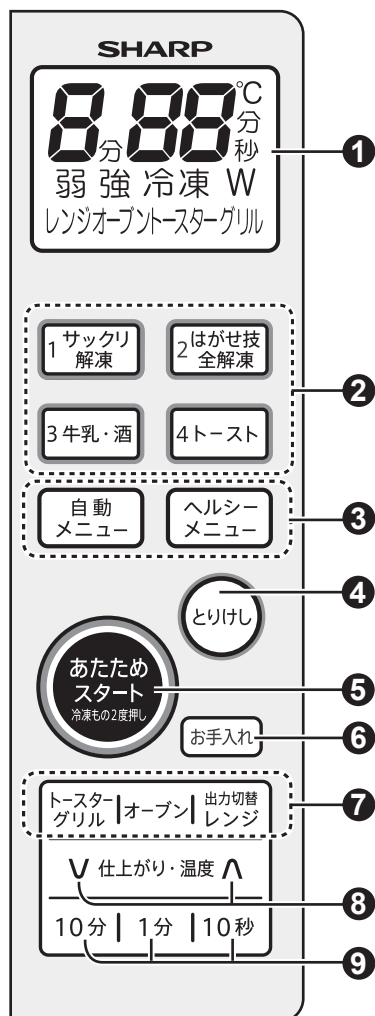 SHARP
8分88℃分秒
弱 強 冷凍 W
レンジオーブントースターグリル
1
1サックリ解凍
2はがせ技全解凍
2
3牛乳・酒
4トースト
自動メニュー
ヘルシーメニュー
3
4
とりけし
あたため
スタート
冷凍もの2度押し
5
お手入れ
6
トースターグリル
オーブン
出力切替レンジ
7
∨ 仕上がり・温度 ∧
8
10分 1分 10秒
9